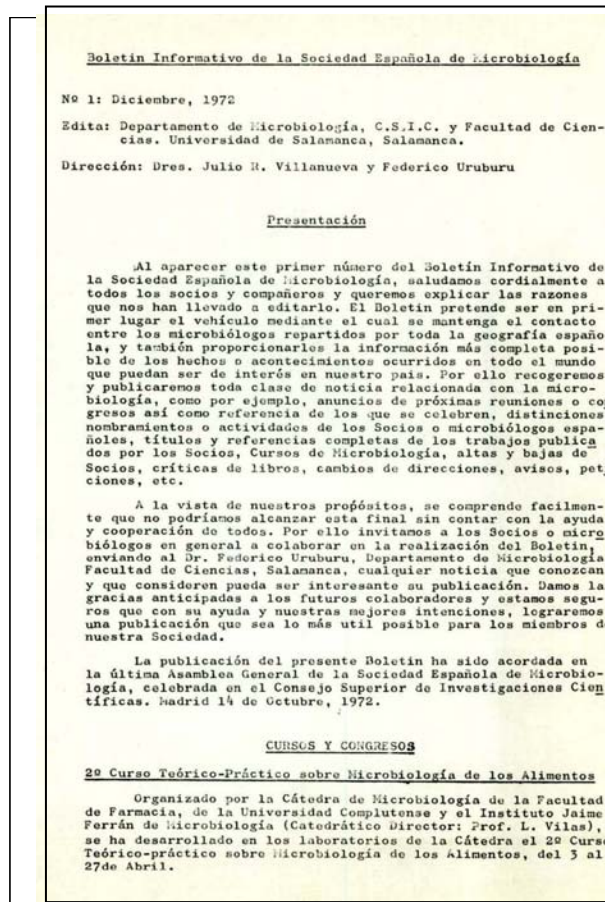 Boletín Informativo de la Sociedad Española de Microbiología
Nº 1: Diciembre, 1972
Edita: Departamento de Microbiología, C.S.I.C. y Facultad de Cien-
cias. Universidad de Salamanca, Salamanca.
Dirección: Dres. Julio R. Villanueva y Federico Uruburu
Presentación
Al aparecer este primer número del Boletín Informativo de
la Sociedad Española de Microbiología, saludamos cordialmente a
todos los socios y compañeros y queremos explicar las razones
que nos han llevado a editarlo. El Boletin pretende ser en pri-
mer lugar el vehículo mediante el cual se mantenga el contacto
entre los microbiólogos repartidos por toda la geografía españo
la, y también proporcionarles la información más completa posi-
ble de los hechos o acontecimientos ocurridos en todo el mundo
que puedan ser de interés en nuestro pais. Por ello recogeremos
y publicaremos toda clase de noticia relacionada con la micro-
biología, como por ejemplo, anuncios de próximas reuniones o co
gresos así como referencia de los que se celebren, distinciones
nombramientos o actividades de los Socios o microbiólogos espa-
ñoles, títulos y referencias completas de los trabajos publica
dos por los Socios, Cursos de Microbiología, altas y bajas de
Socios, críticas de libros, cambios de direcciones, avisos, pet
ciones, etc.
A la vista de nuestros propósitos, se comprende facilmen-
te que no podríamos alcanzar esta final sin contar con la ayuda
y cooperación de todos. Por ello invitamos a los Socios o micro
biólogos en general a colaborar en la realización del Boletin,
enviando al Dr. Federico Uruburu, Departamento de Microbiología
Facultad de Ciencias, Salamanca, cualquier noticia que conozcan
y que consideren pueda ser interesante su publicación. Damos la
gracias anticipadas a los futuros colaboradores y estamos segu-
ros que con su ayuda y nuestras mejores intenciones, lograremos
una publicación que sea lo más util posible para los miembros d
nuestra Sociedad.
La publicación del presente Boletin ha sido acordada en
la última Asamblea General de la Sociedad Española de Microbio-
logía, celebrada en el Consejo Superior de Investigaciones Cien
tíficas. Madrid 14 de Octubre, 1972.
CURSOS Y CONGRESOS
2º Curso Teórico-Práctico sobre Microbiología de los Alimentos
Organizado por la Cátedra de Microbiología de la Facultad
de Farmacia, de la Universidad Complutense y el Instituto Jaime
Ferrán de Microbiología (Catedrático Director: Prof. L. Vilas),
se ha desarrollado en los laboratorios de la Cátedra el 2º Curso
Teórico-práctico sobre Microbiología de los Alimentos, del 3 al
27de Abril.